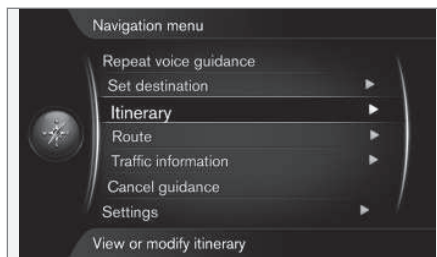 Navigation menu
Repeat voice guidance
Set destination
Itinerary
Route
Traffic information
Cancel guidance
Settings
View or modify itinerary